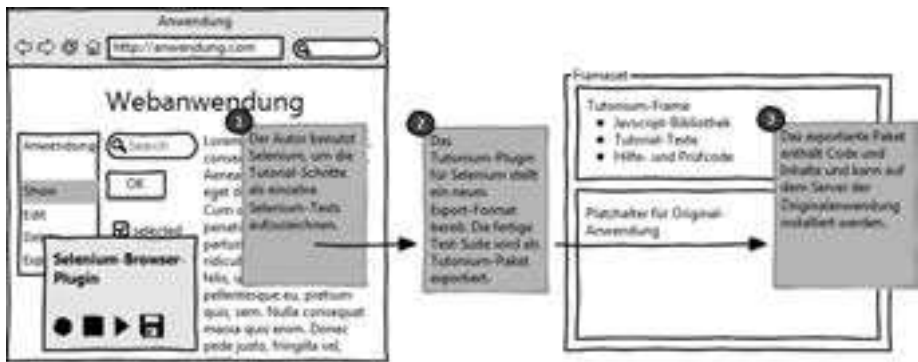 Anwendung
http://anwendung.com
Webanwendung
Anwendung
Show
Edit
Search
OK
selected
Selenium-Browser-
Plugin
pellentesque eu, pretium
quis, sem. Nulla consequat
massa quis enim. Donec
pede justo, fringilla vel,
1
Der Autor benutzt
Selenium, um die
Tutorial-Schritte
als einzelne
Selenium-Tests
aufzuzeichnen.
2
Das
Tutorium-Plugin
für Selenium stellt
ein neues
Export-Format
bereit. Die fertige
Test-Suite wird als
Tutorium-Paket
exportiert.
Frameset
Tutorium-Frame
Javscript-Bibliothek
Tutorial-Texte
Hilfe- und Prüfcode
Platzhalter für Original-
Anwendung
3
Das exportierte Paket
enthält Code und
Inhalte und kann auf
dem Server der
Originalanwendung
installiert werden.